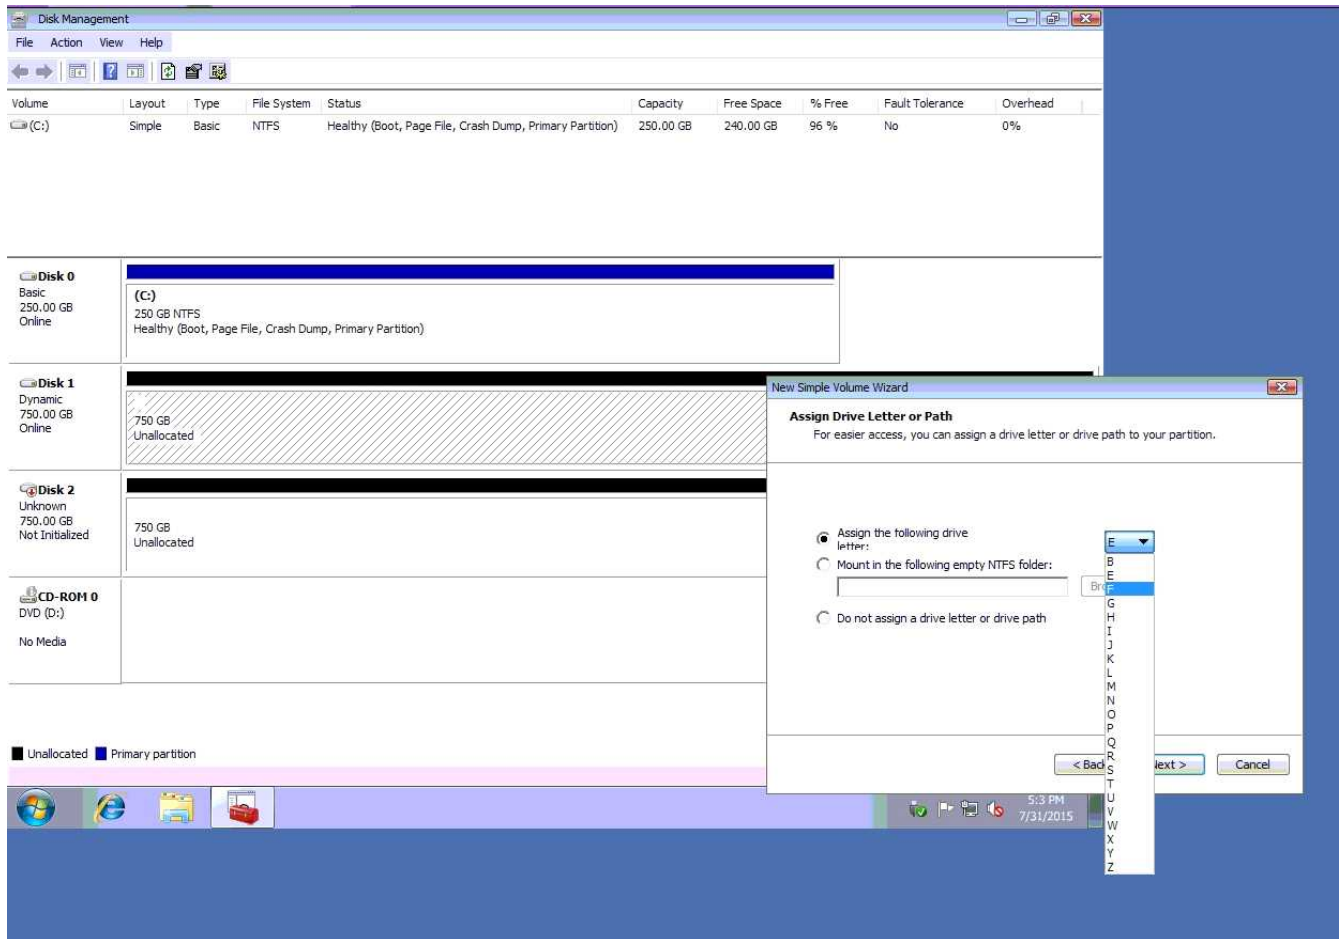 Disk Management
File Action View Help
Volume Layout Type File System Status Capacity Free Space % Free Fault Tolerance Overhead
(C:) Simple Basic NTFS Healthy (Boot, Page File, Crash Dump, Primary Partition) 250.00 GB 240.00 GB 96 % No 0%
Disk 0
Basic
250.00 GB
Online
(C:)
250 GB NTFS
Healthy (Boot, Page File, Crash Dump, Primary Partition)
Disk 1
Dynamic
750.00 GB
Online
750 GB
Unallocated
Disk 2
Unknown
750.00 GB
Not Initialized
750 GB
Unallocated
CD-ROM 0
DVD (D:)
No Media
Unallocated Primary partition
New Simple Volume Wizard
Assign Drive Letter or Path
For easier access, you can assign a drive letter or drive path to your partition.
Assign the following drive
letter:
E
Mount in the following empty NTFS folder:
Do not assign a drive letter or drive path
B
E
F
G
H
I
J
K
L
M
N
O
P
Q
R
S
T
U
V
W
X
Y
Z
< Back
Next >
Cancel
5:3 PM
7/31/2015